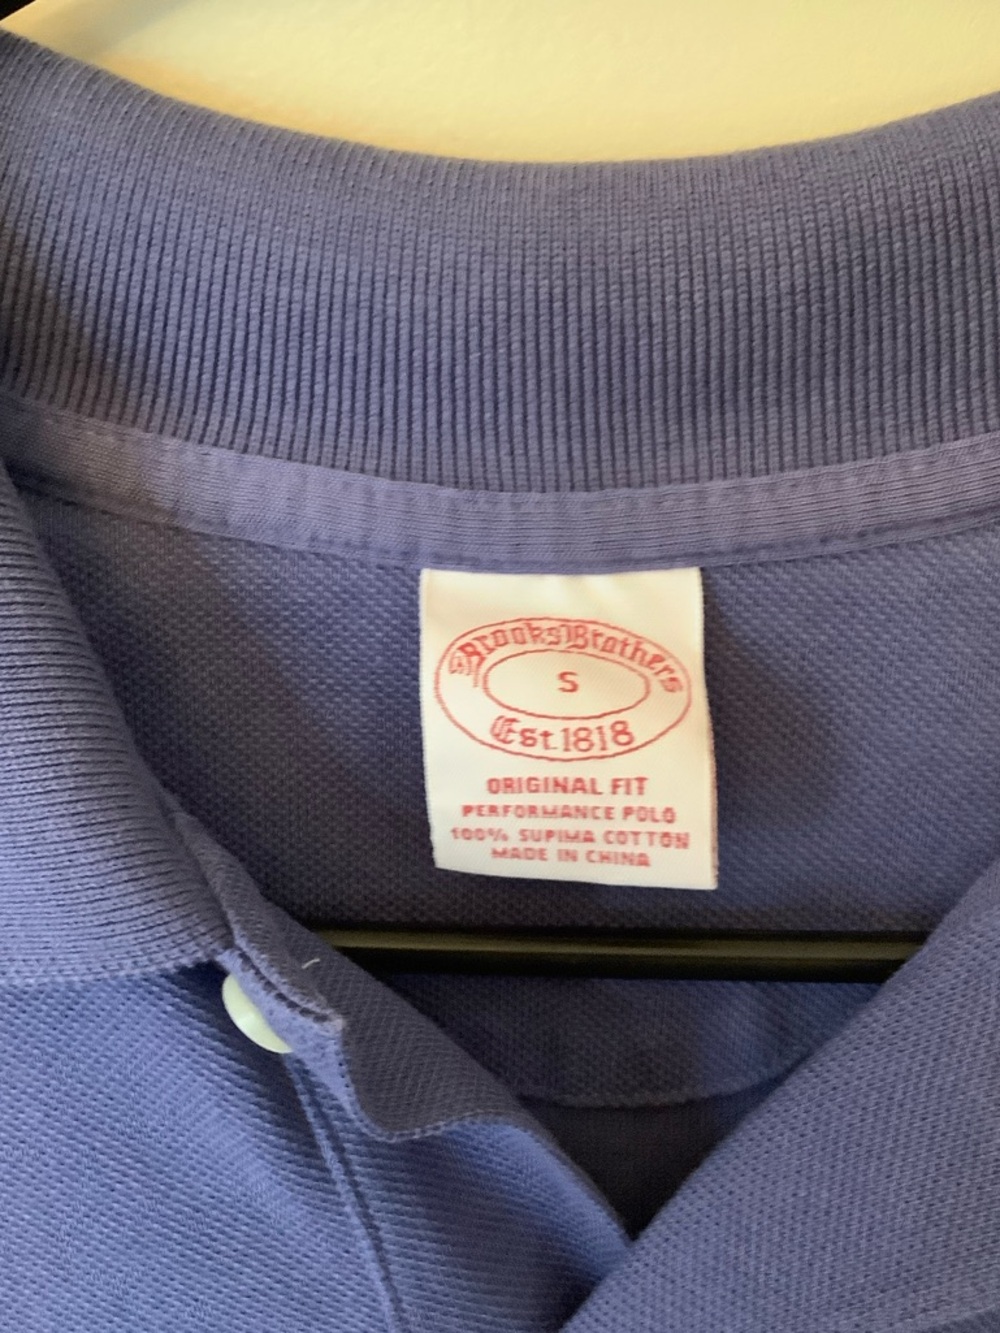 Brooks Brothers
S
Est. 1818
ORIGINAL FIT
PERFORMANCE POLO
100% SUPIMA COTTON
MADE IN CHINA